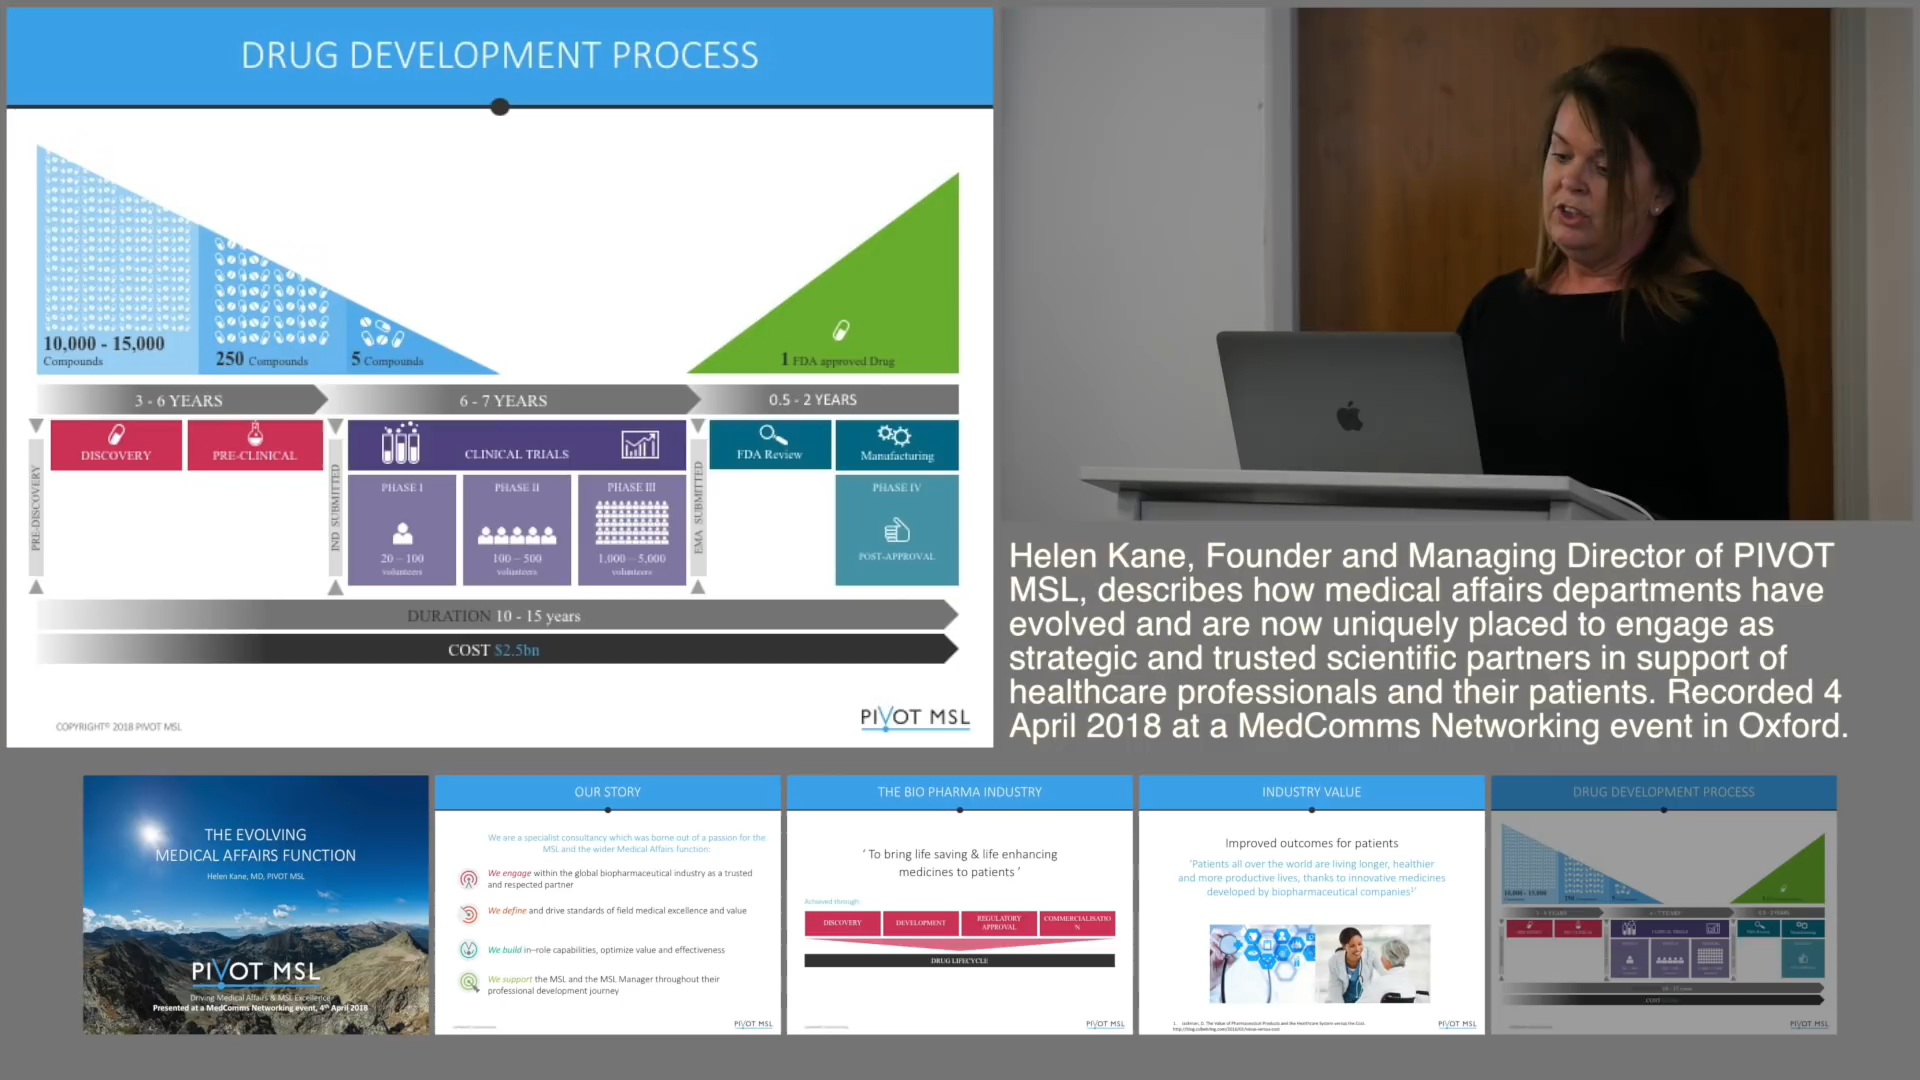 DRUG DEVELOPMENT PROCESS
10,000 - 15,000
Compounds
250 Compounds
5 Compounds
1 FDA approved Drug
3 - 6 YEARS
6 - 7 YEARS
0.5 - 2 YEARS
PRE-DISCOVERY
DISCOVERY
PRE-CLINICAL
IND SUBMITTED
CLINICAL TRIALS
EMA SUBMITTED
FDA Review
Manufacturing
PHASE I
PHASE II
PHASE III
PHASE IV
20 – 100
volunteers
100 – 500
volunteers
1,000 – 5,000
volunteers
POST-APPROVAL
DURATION 10 - 15 years
COST $2.5bn
COPYRIGHT© 2018 PIVOT MSL
PIVOT MSL
Helen Kane, Founder and Managing Director of PIVOT
MSL, describes how medical affairs departments have
evolved and are now uniquely placed to engage as
strategic and trusted scientific partners in support of
healthcare professionals and their patients. Recorded 4
April 2018 at a MedComms Networking event in Oxford.
THE EVOLVING
MEDICAL AFFAIRS FUNCTION
Helen Kane, MD, PIVOT MSL
PIVOT MSL
Driving Medical Affairs & MSL Excellence
Presented at a MedComms Networking event, 4th April 2018
OUR STORY
We are a specialist consultancy which was borne out of a passion for the
MSL and the wider Medical Affairs function:
We engage within the global biopharmaceutical industry as a trusted
and respected partner
We define and drive standards of field medical excellence and value
We build in–role capabilities, optimize value and effectiveness
We support the MSL and the MSL Manager throughout their
professional development journey
PIVOT MSL
THE BIO PHARMA INDUSTRY
‘ To bring life saving & life enhancing
medicines to patients ’
Achieved through:
DISCOVERY
DEVELOPMENT
REGULATORY
APPROVAL
COMMERCIALISATIO
N
DRUG LIFECYCLE
PIVOT MSL
INDUSTRY VALUE
Improved outcomes for patients
‘Patients all over the world are living longer, healthier
and more productive lives, thanks to innovative medicines
developed by biopharmaceutical companies¹’
PIVOT MSL
DRUG DEVELOPMENT PROCESS
PIVOT MSL